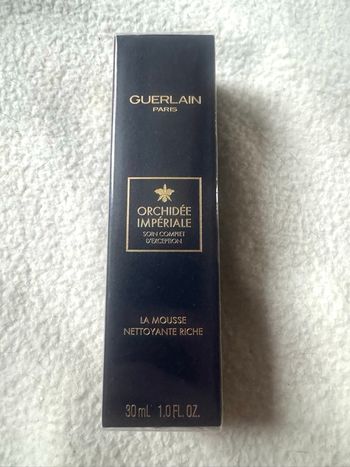 GUERLAIN
PARIS
ORCHIDÉE
IMPÉRIALE
SOIN COMPLET
D'EXCEPTION
LA MOUSSE
NETTOYANTE RICHE
30 mL 1.0 FL. OZ.